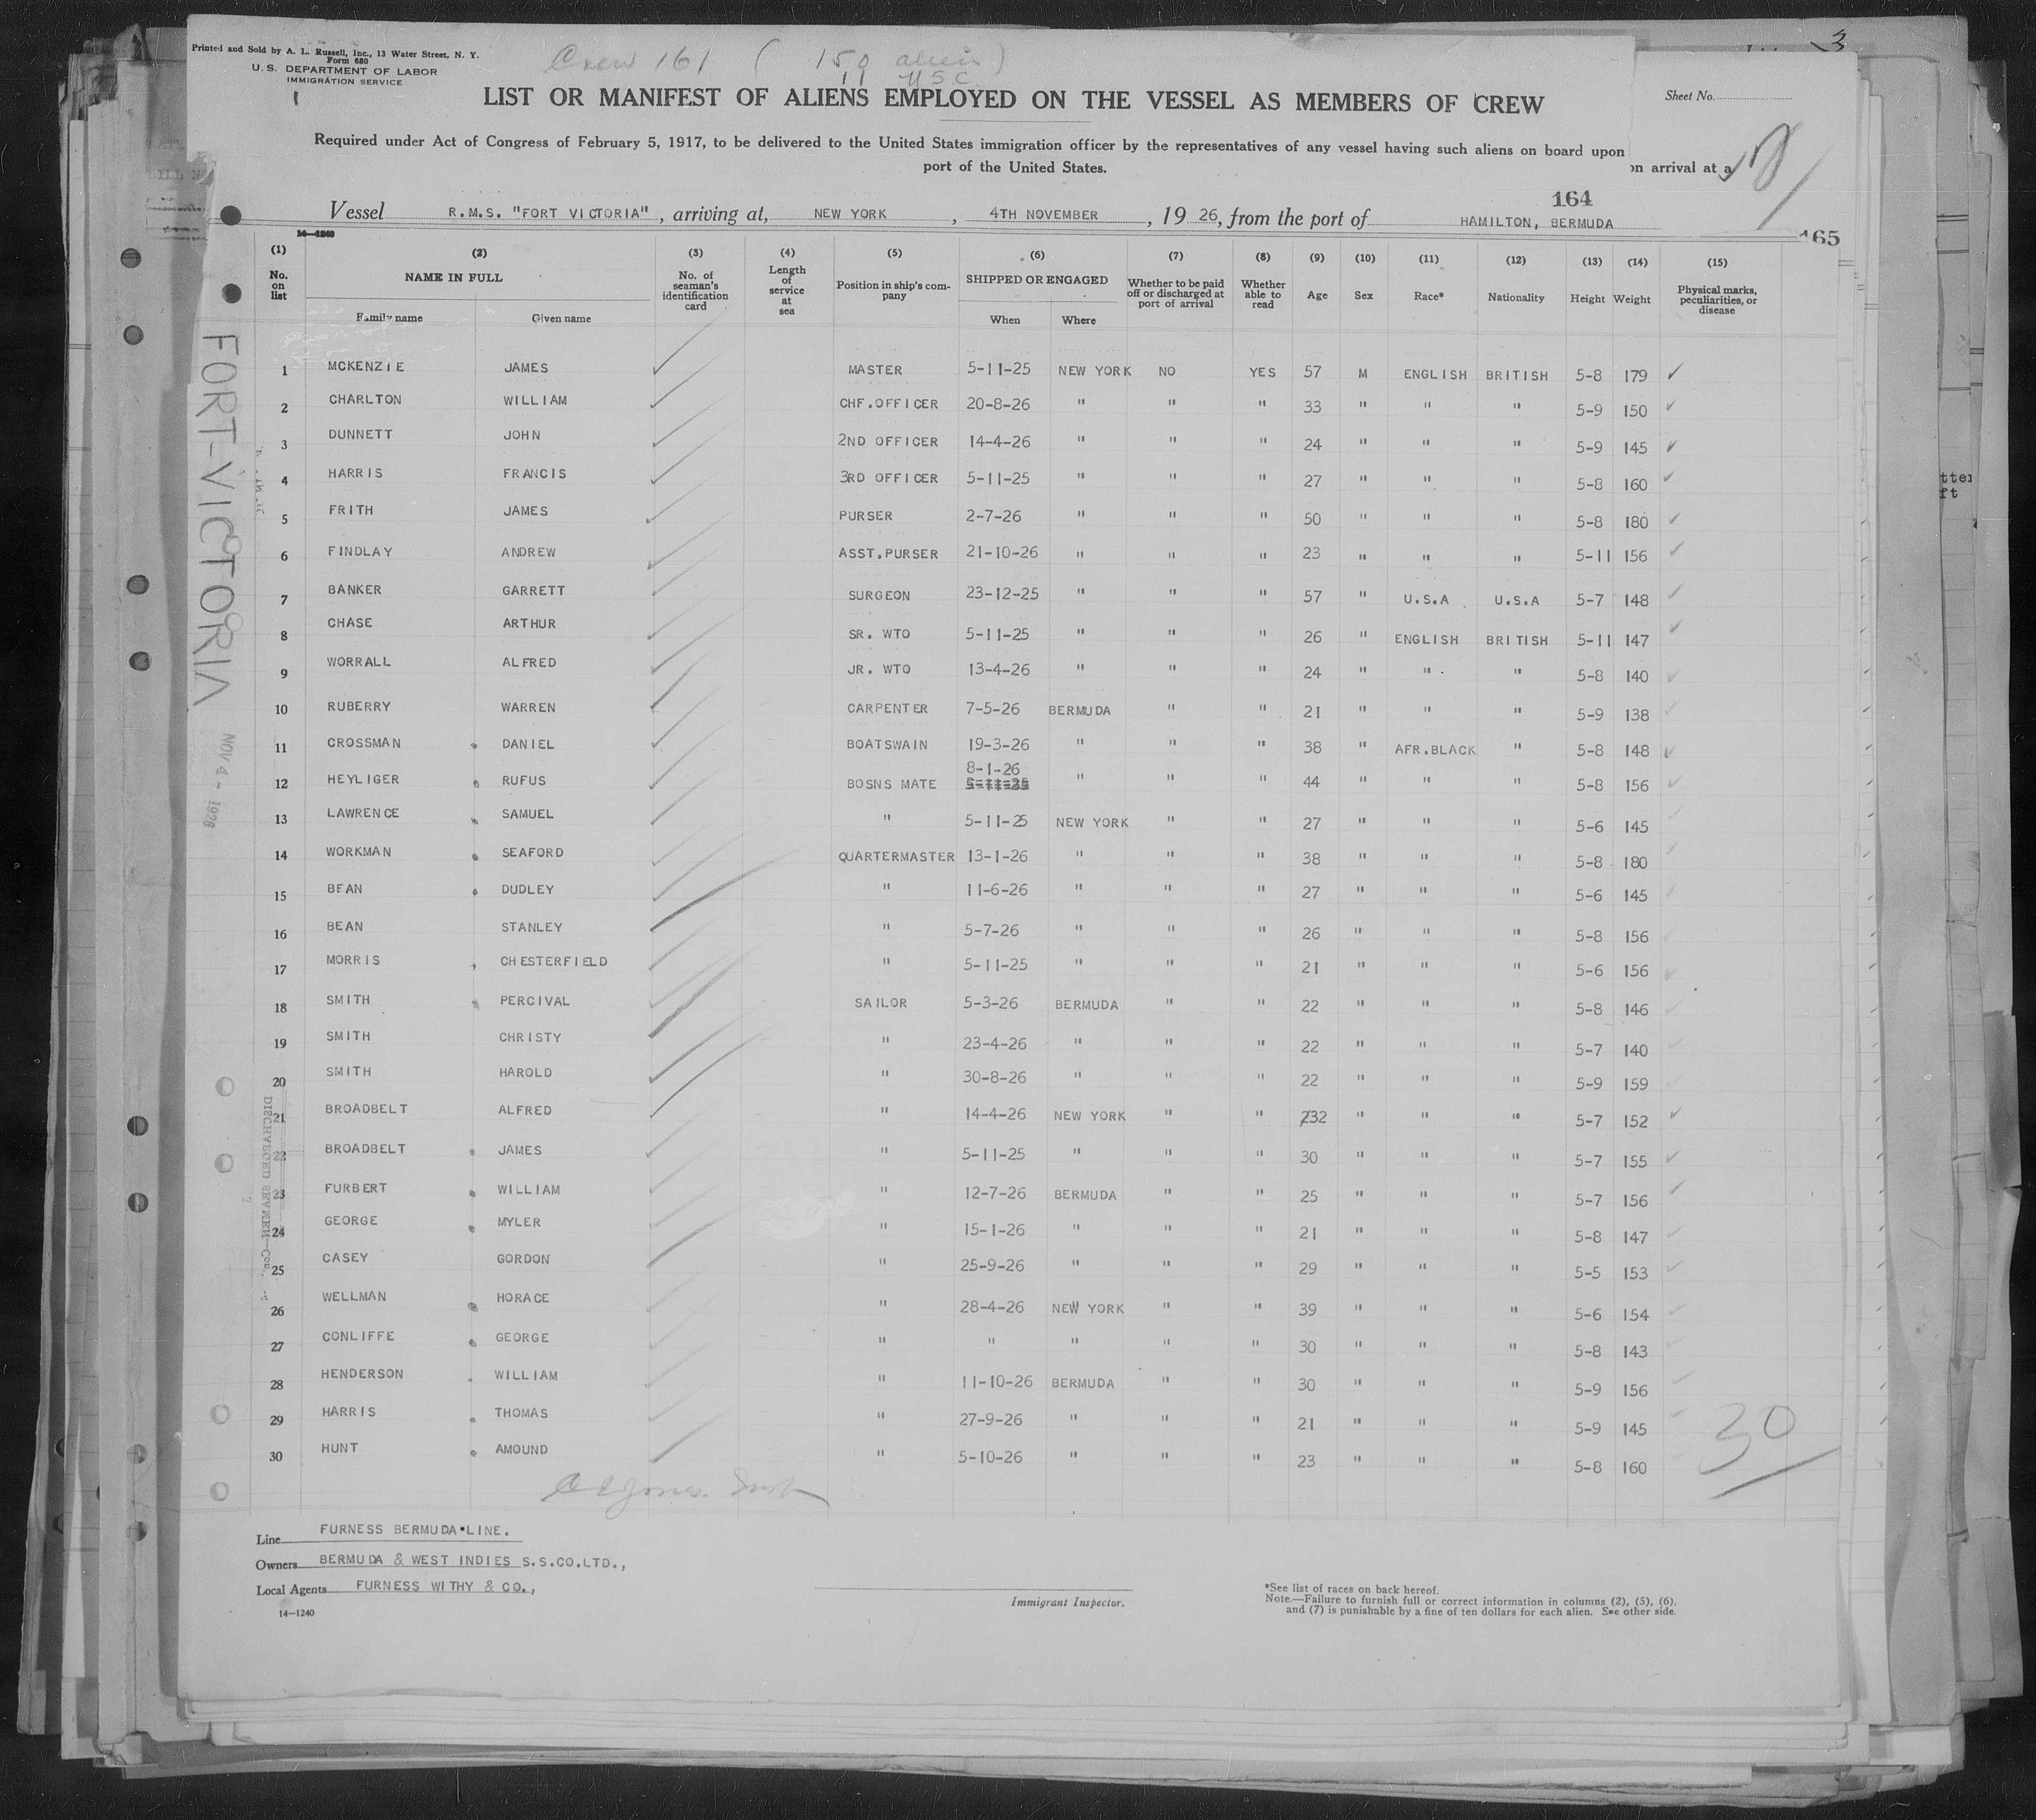 Printed and Sold by A. L. Russell, Inc., 13 Water Street, N. Y.
Form 680
U. S. DEPARTMENT OF LABOR
IMMIGRATION SERVICE
Crew 161 ( 150 aliens )
11 U.S.C.
LIST OR MANIFEST OF ALIENS EMPLOYED ON THE VESSEL AS MEMBERS OF CREW
Sheet No.
Required under Act of Congress of February 5, 1917, to be delivered to the United States immigration officer by the representatives of any vessel having such aliens on board upon
port of the United States.
on arrival at a
164
Vessel R.M.S. "FORT VICTORIA" , arriving at, NEW YORK , 4TH NOVEMBER , 19 26, from the port of HAMILTON, BERMUDA
165
14—1240
(1) (2) (3) (4) (5) (6) (7) (8) (9) (10) (11) (12) (13) (14) (15)
No. on list NAME IN FULL Family name Given name No. of seaman's identification card Length of service at sea Position in ship's company SHIPPED OR ENGAGED When Where Whether to be paid off or discharged at port of arrival Whether able to read Age Sex Race* Nationality Height Weight Physical marks, peculiarities, or disease
1 MCKENZIE JAMES MASTER 5-11-25 NEW YORK NO YES 57 M ENGLISH BRITISH 5-8 179
2 CHARLTON WILLIAM CHF.OFFICER 20-8-26 " " " 33 " " " 5-9 150
3 DUNNETT JOHN 2ND OFFICER 14-4-26 " " " 24 " " " 5-9 145
4 HARRIS FRANCIS 3RD OFFICER 5-11-25 " " " 27 " " " 5-8 160
5 FRITH JAMES PURSER 2-7-26 " " " 50 " " " 5-8 180
6 FINDLAY ANDREW ASST.PURSER 21-10-26 " " " 23 " " " 5-11 156
7 BANKER GARRETT SURGEON 23-12-25 " " " 57 " U.S.A U.S.A 5-7 148
8 CHASE ARTHUR SR. WTO 5-11-25 " " " 26 " ENGLISH BRITISH 5-11 147
9 WORRALL ALFRED JR. WTO 13-4-26 " " " 24 " " " 5-8 140
10 RUBERRY WARREN CARPENTER 7-5-26 BERMUDA " " 21 " " " 5-9 138
11 CROSSMAN DANIEL BOATSWAIN 19-3-26 " " " 38 " AFR.BLACK " 5-8 148
12 HEYLIGER RUFUS BOSNS MATE 8-1-26 5-11-25 " " " 44 " " " 5-8 156
13 LAWRENCE SAMUEL " 5-11-25 NEW YORK " " 27 " " " 5-6 145
14 WORKMAN SEAFORD QUARTERMASTER 13-1-26 " " " 38 " " " 5-8 180
15 BEAN DUDLEY " 11-6-26 " " " 27 " " " 5-6 145
16 BEAN STANLEY " 5-7-26 " " " 26 " " " 5-8 156
17 MORRIS CHESTERFIELD " 5-11-25 " " " 21 " " " 5-6 156
18 SMITH PERCIVAL SAILOR 5-3-26 BERMUDA " " 22 " " " 5-8 146
19 SMITH CHRISTY " 23-4-26 " " " 22 " " " 5-7 140
20 SMITH HAROLD " 30-8-26 " " " 22 " " " 5-9 159
21 BROADBELT ALFRED " 14-4-26 NEW YORK " " 232 " " " 5-7 152
22 BROADBELT JAMES " 5-11-25 " " " 30 " " " 5-7 155
23 FURBERT WILLIAM " 12-7-26 BERMUDA " " 25 " " " 5-7 156
24 GEORGE MYLER " 15-1-26 " " " 21 " " " 5-8 147
25 CASEY GORDON " 25-9-26 " " " 29 " " " 5-5 153
26 WELLMAN HORACE " 28-4-26 NEW YORK " " 39 " " " 5-6 154
27 CONLIFFE GEORGE " " " " " 30 " " " 5-8 143
28 HENDERSON WILLIAM " 11-10-26 BERMUDA " " 30 " " " 5-9 156
29 HARRIS THOMAS " 27-9-26 " " " 21 " " " 5-9 145
30 HUNT AMOUND " 5-10-26 " " " 23 " " " 5-8 160
30
FORT-VICTORIA
NOV 4 - 1926
DISCHARGED SEAMEN
Line FURNESS BERMUDA LINE.
Owners BERMUDA & WEST INDIES S.S.CO.LTD.,
Local Agents FURNESS WITHY & CO.,
14—1240
Immigrant Inspector.
*See list of races on back hereof.
Note.—Failure to furnish full or correct information in columns (2), (5), (6),
and (7) is punishable by a fine of ten dollars for each alien. See other side.